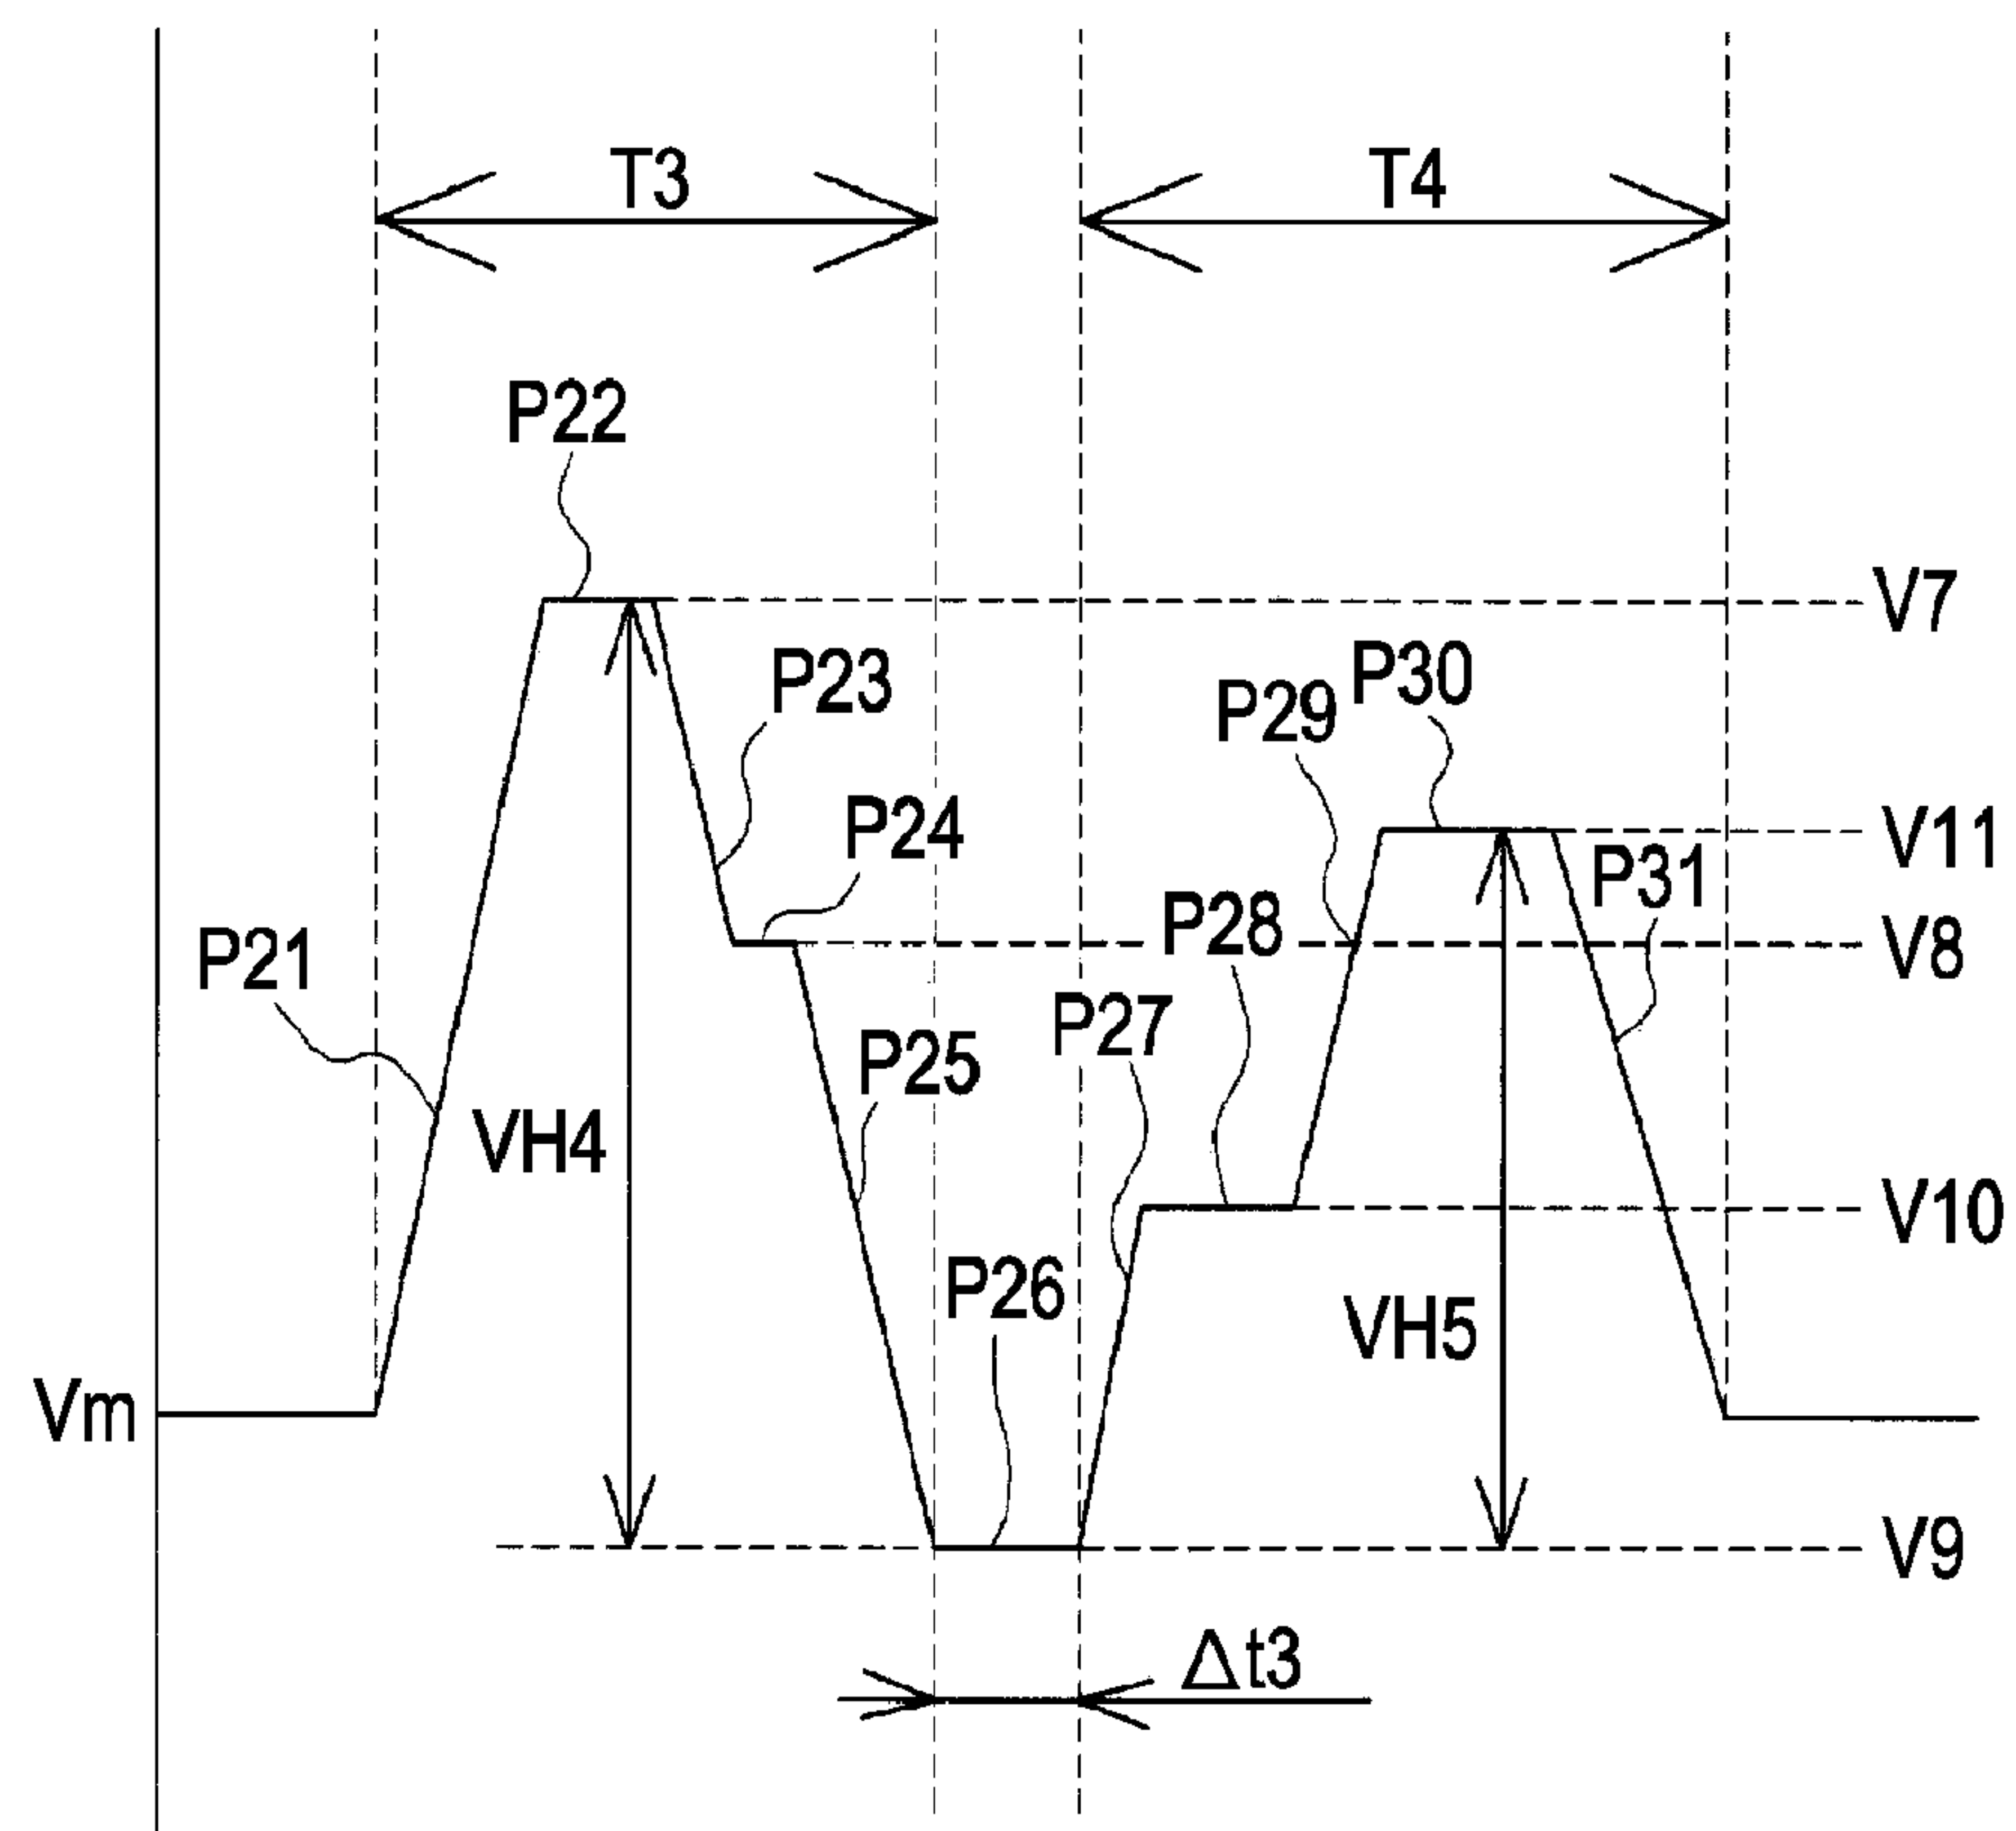 T3
T4
P22
V7
P23
P30
P29
P24
V11
P31
P28
P21
V8
P27
P25
VH4
V10
P26
VH5
Vm
V9
Δt3